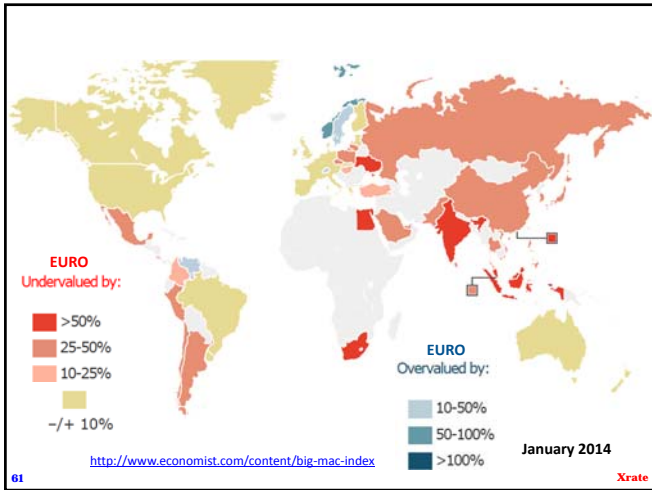 EURO
Undervalued by:
>50%
25-50%
10-25%
–/+ 10%
EURO
Overvalued by:
10-50%
50-100%
>100%
January 2014
http://www.economist.com/content/big-mac-index
61
Xrate